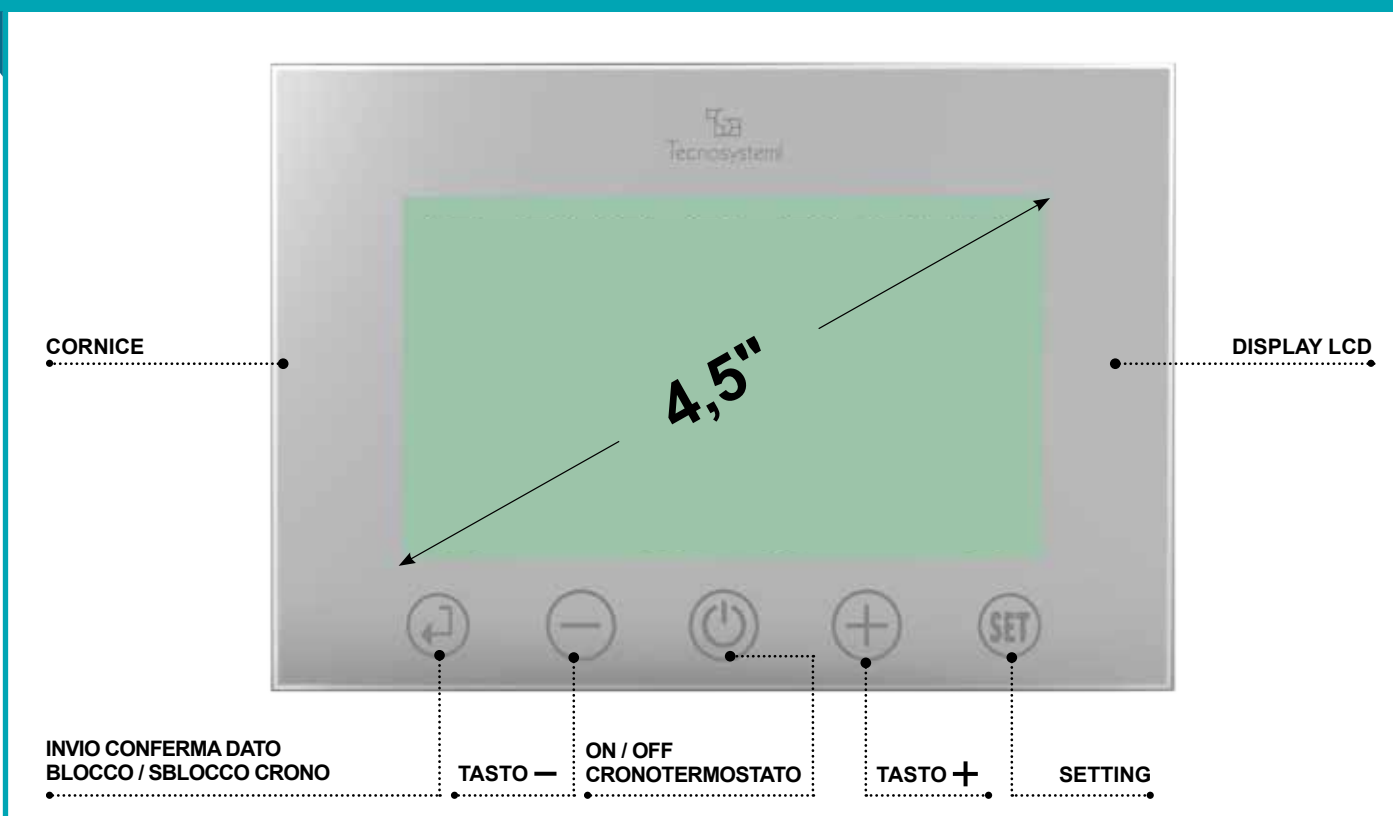 Tecnosystemi
4,5"
CORNICE
DISPLAY LCD
SET
INVIO CONFERMA DATO
BLOCCO / SBLOCCO CRONO
TASTO −
ON / OFF
CRONOTERMOSTATO
TASTO +
SETTING